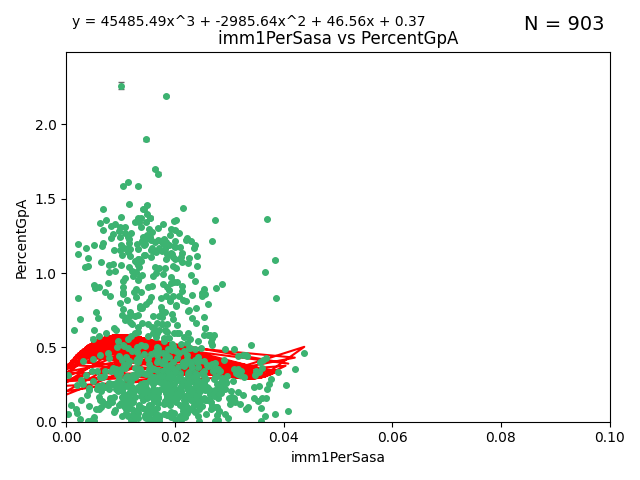 y = 45485.49x^3 + -2985.64x^2 + 46.56x + 0.37
N = 903
imm1PerSasa vs PercentGpA
PercentGpA
2.0
1.5
1.0
0.5
0.0
0.00
0.02
0.04
0.06
0.08
0.10
imm1PerSasa